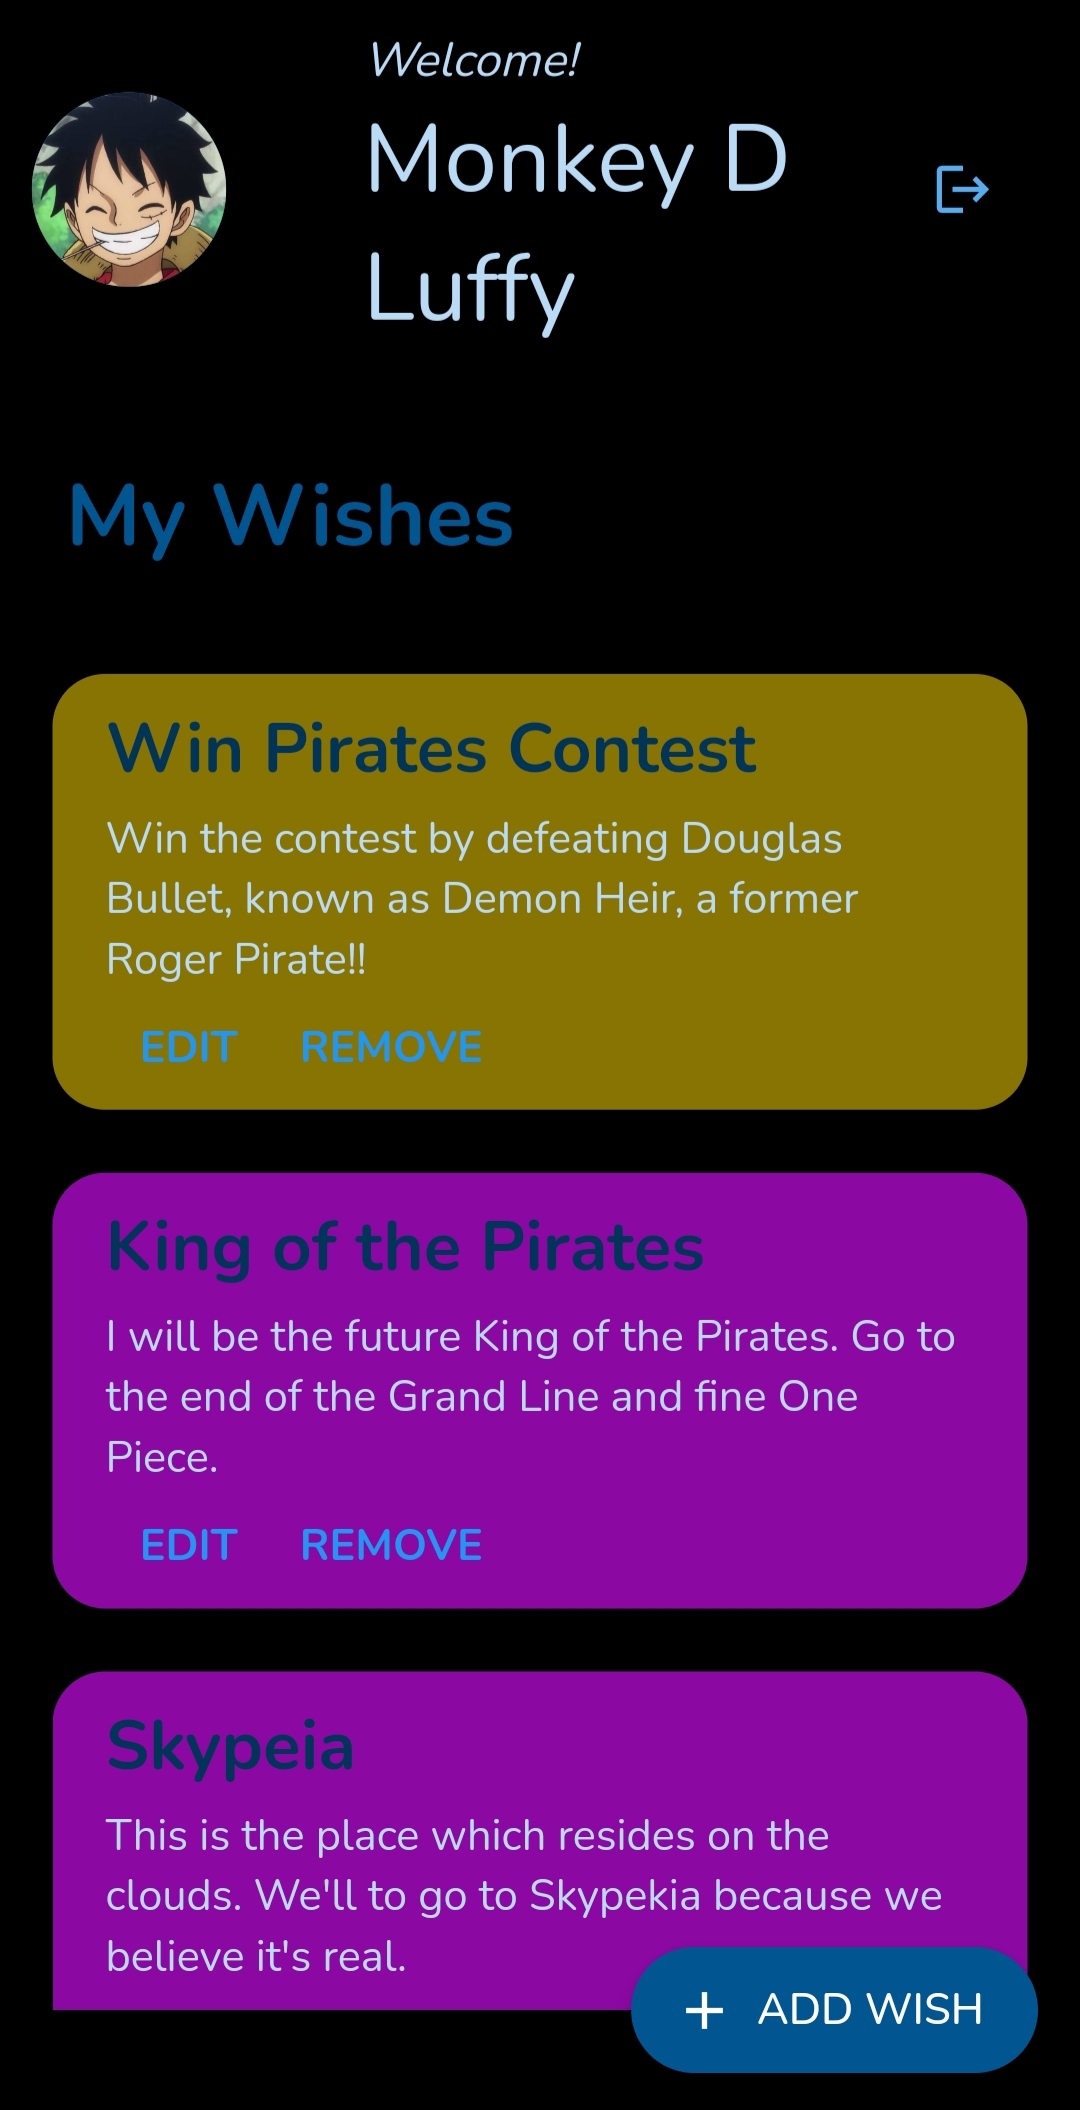 Welcome!
Monkey D
Luffy
My Wishes
Win Pirates Contest
Win the contest by defeating Douglas
Bullet, known as Demon Heir, a former
Roger Pirate!!
EDIT REMOVE
King of the Pirates
I will be the future King of the Pirates. Go to
the end of the Grand Line and fine One
Piece.
EDIT REMOVE
Skypeia
This is the place which resides on the
clouds. We'll to go to Skypekia because we
believe it's real.
+ ADD WISH